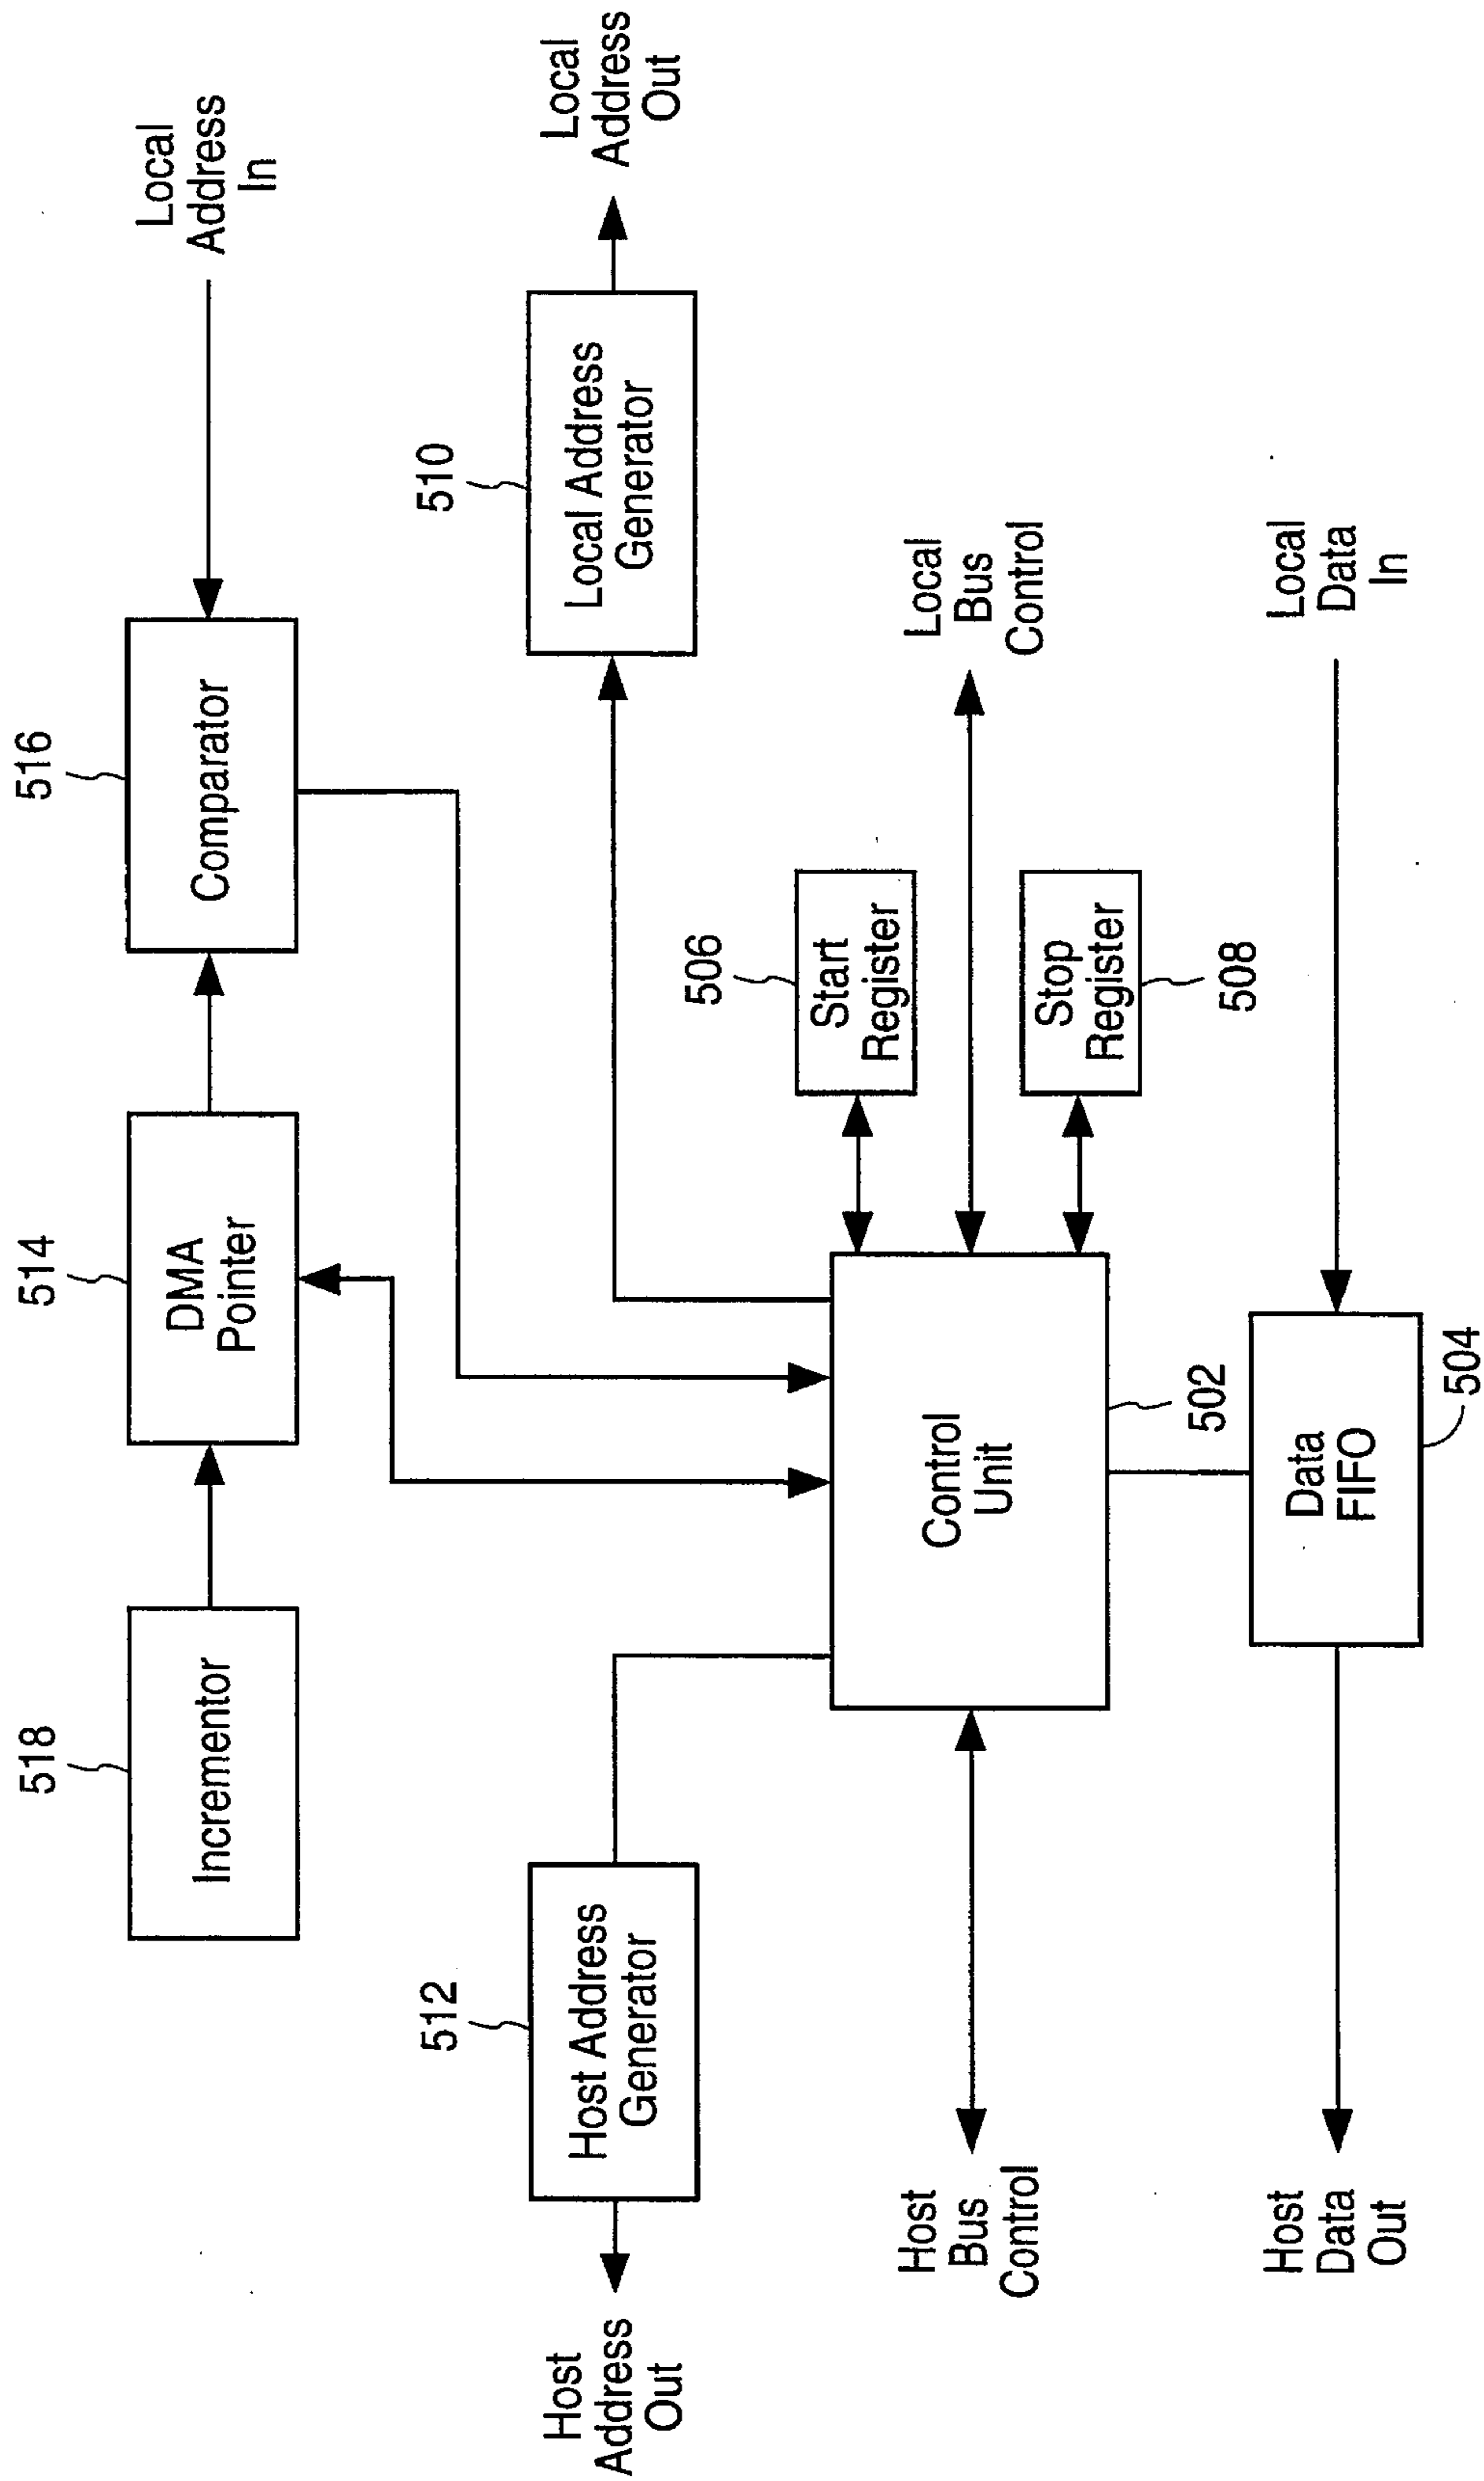 518
Incrementor
514
DMA
Pointer
516
Comparator
Local
Address
In
Host
Address
Out
512
Host Address
Generator
510
Local Address
Generator
Local
Address
Out
506
Start
Register
Host
Bus
Control
Control
Unit
502
Local
Bus
Control
Stop
Register
508
Host
Data
Out
Data
FIFO
504
Local
Data
In